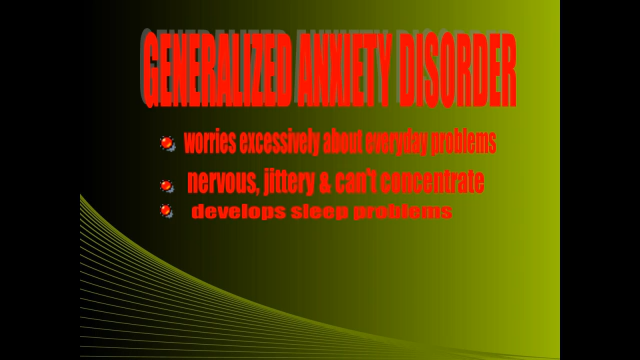 GENERALIZED ANXIETY DISORDER
worries excessively about everyday problems
nervous, jittery & can't concentrate
develops sleep problems